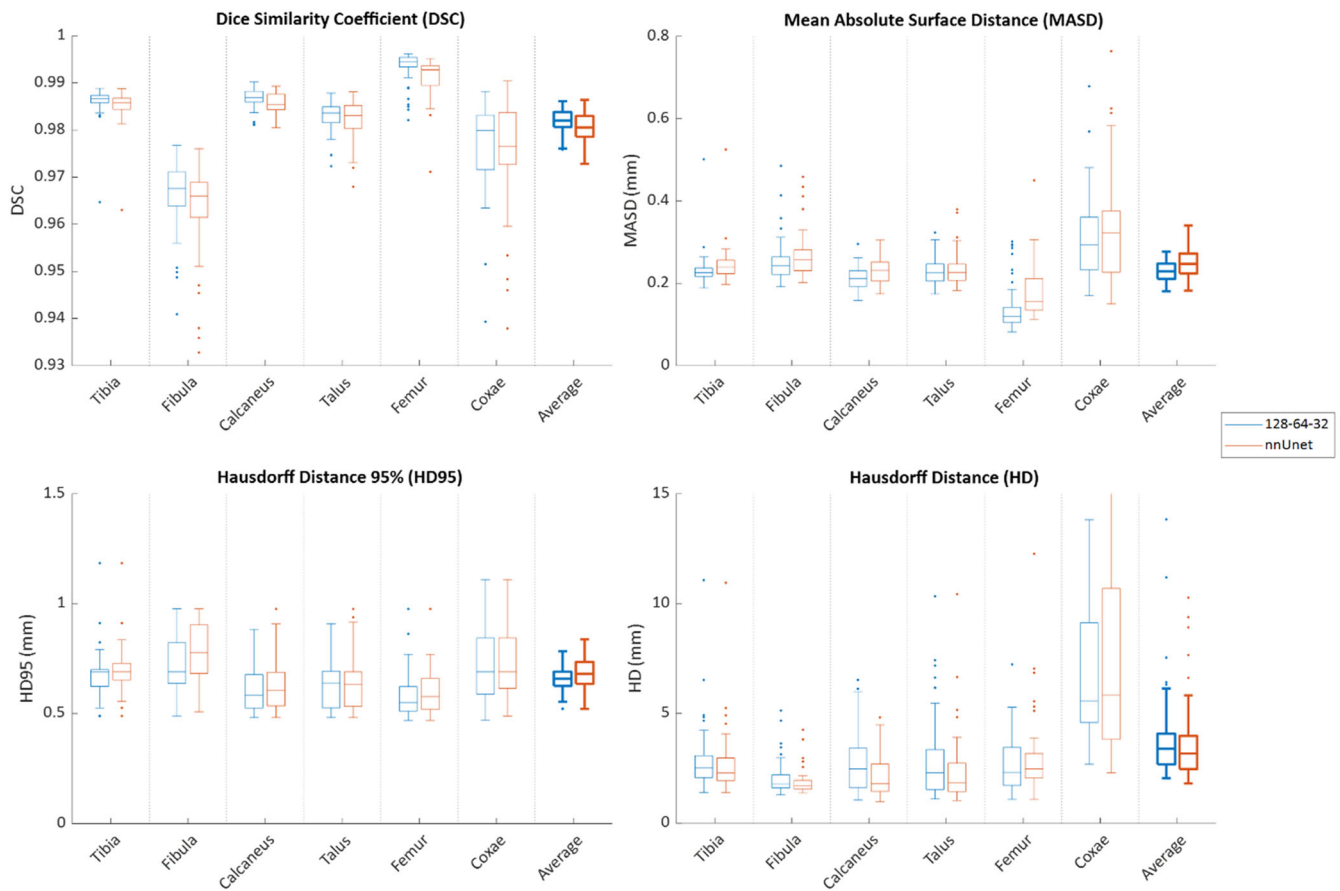 Dice Similarity Coefficient (DSC)
1
0.99
0.98
0.97
0.96
0.95
0.94
0.93
DSC
Tibia
Fibula
Calcaneus
Talus
Femur
Coxae
Average
Mean Absolute Surface Distance (MASD)
0.8
0.6
0.4
0.2
0
MASD (mm)
Tibia
Fibula
Calcaneus
Talus
Femur
Coxae
Average
128-64-32
nnUnet
Hausdorff Distance 95% (HD95)
1.5
1
0.5
0
HD95 (mm)
Tibia
Fibula
Calcaneus
Talus
Femur
Coxae
Average
Hausdorff Distance (HD)
15
10
5
0
HD (mm)
Tibia
Fibula
Calcaneus
Talus
Femur
Coxae
Average